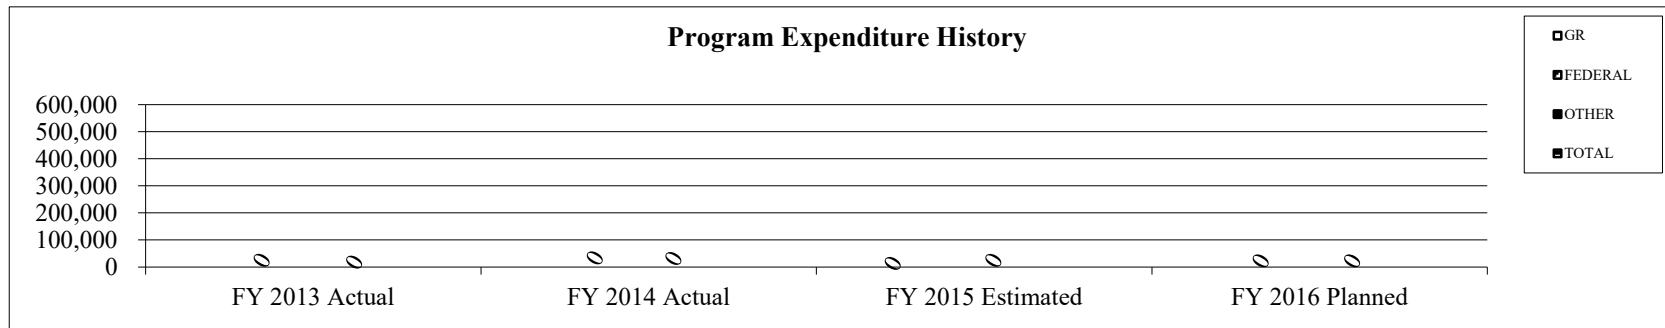 Program Expenditure History
GR
FEDERAL
OTHER
TOTAL
600,000
500,000
400,000
300,000
200,000
100,000
0
0 0 0 0 0 0 0 0
FY 2013 Actual FY 2014 Actual FY 2015 Estimated FY 2016 Planned